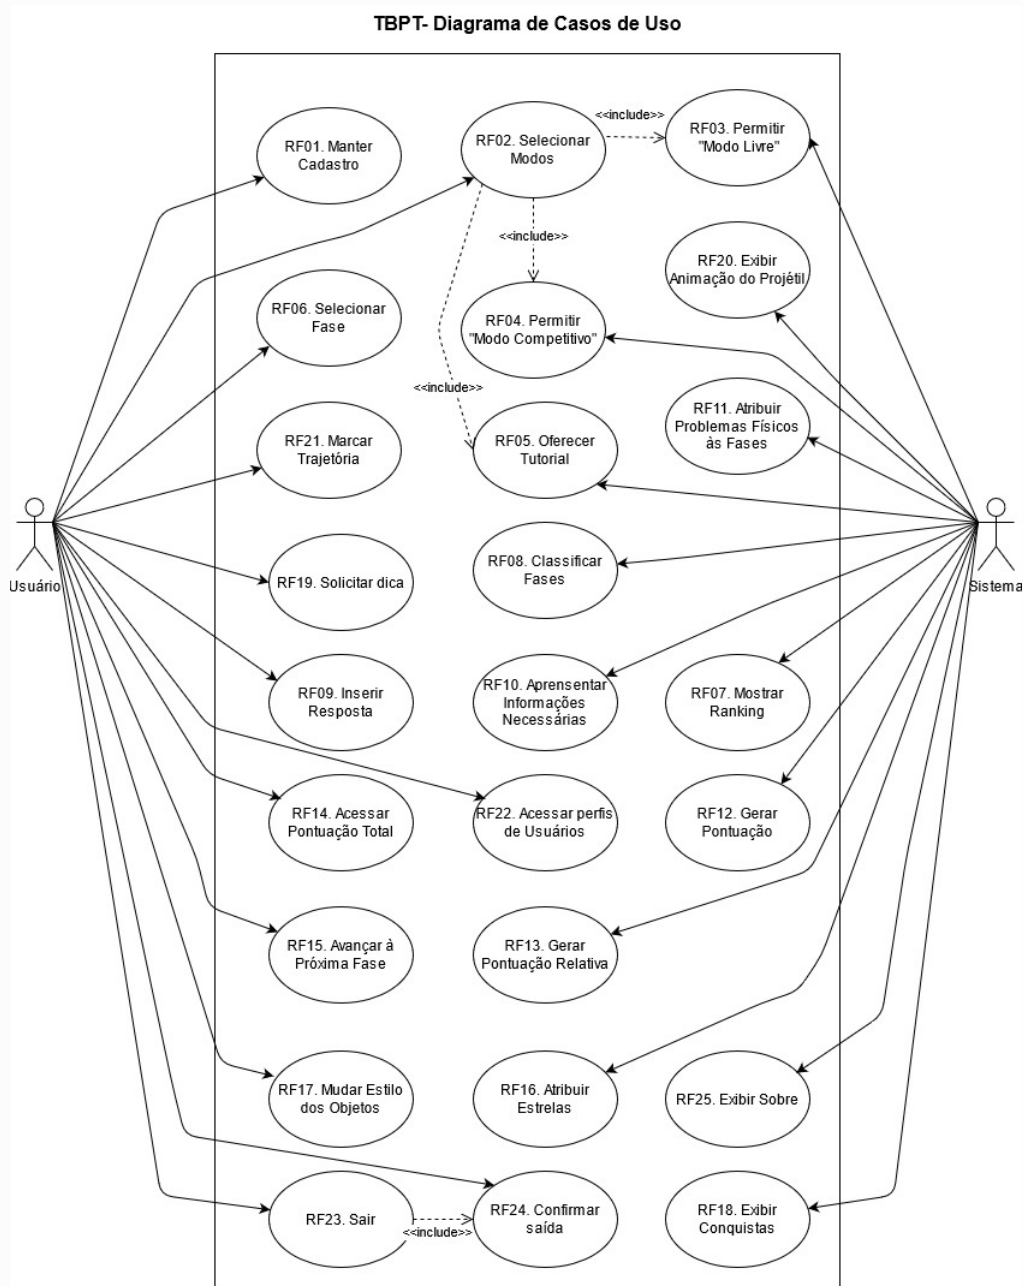 TBPT- Diagrama de Casos de Uso
<<include>>
RF01. Manter
Cadastro
RF02. Selecionar
Modos
RF03. Permitir
"Modo Livre"
<<include>>
RF20. Exibir
Animação do Projétil
RF06. Selecionar
Fase
RF04. Permitir
"Modo Competitivo"
<<include>>
RF11. Atribuir
Problemas Físicos
às Fases
RF21. Marcar
Trajetória
RF05. Oferecer
Tutorial
Usuário
Sistema
RF19. Solicitar dica
RF08. Classificar
Fases
RF09. Inserir
Resposta
RF10. Aprensentar
Informações
Necessárias
RF07. Mostrar
Ranking
RF14. Acessar
Pontuação Total
RF22. Acessar perfis
de Usuários
RF12. Gerar
Pontuação
RF15. Avançar à
Próxima Fase
RF13. Gerar
Pontuação Relativa
RF17. Mudar Estilo
dos Objetos
RF16. Atribuir
Estrelas
RF25. Exibir Sobre
RF23. Sair
<<include>>
RF24. Confirmar
saída
RF18. Exibir
Conquistas